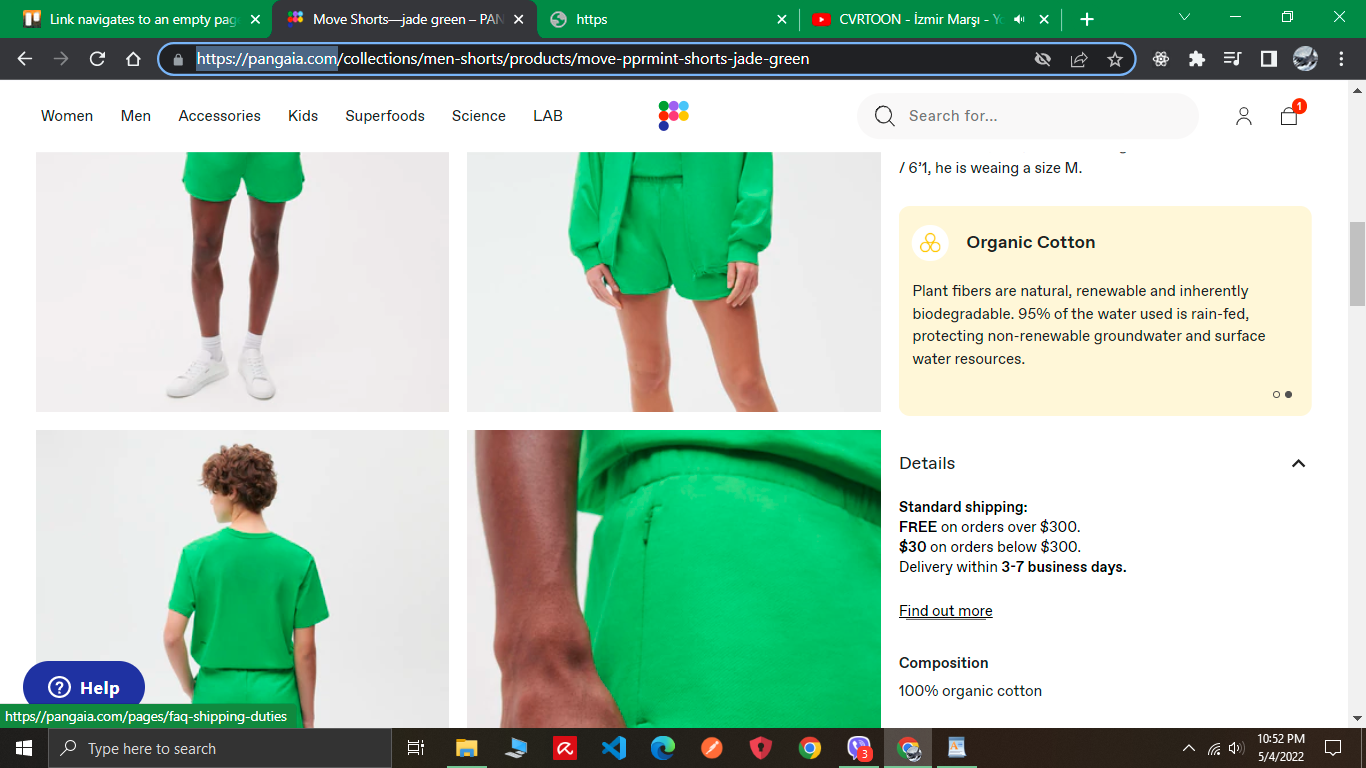 Link navigates to an empty pag
Move Shorts—jade green – PAN
https
CVRTOON - İzmir Marşı - Yo
https://pangaia.com/collections/men-shorts/products/move-pprmint-shorts-jade-green
Women
Men
Accessories
Kids
Superfoods
Science
LAB
Search for...
1
/ 6’1, he is weaing a size M.
Organic Cotton
Plant fibers are natural, renewable and inherently
biodegradable. 95% of the water used is rain-fed,
protecting non-renewable groundwater and surface
water resources.
Details
Standard shipping:
FREE on orders over $300.
$30 on orders below $300.
Delivery within 3-7 business days.
Find out more
Composition
100% organic cotton
Help
https//pangaia.com/pages/faq-shipping-duties
Type here to search
3
10:52 PM
5/4/2022